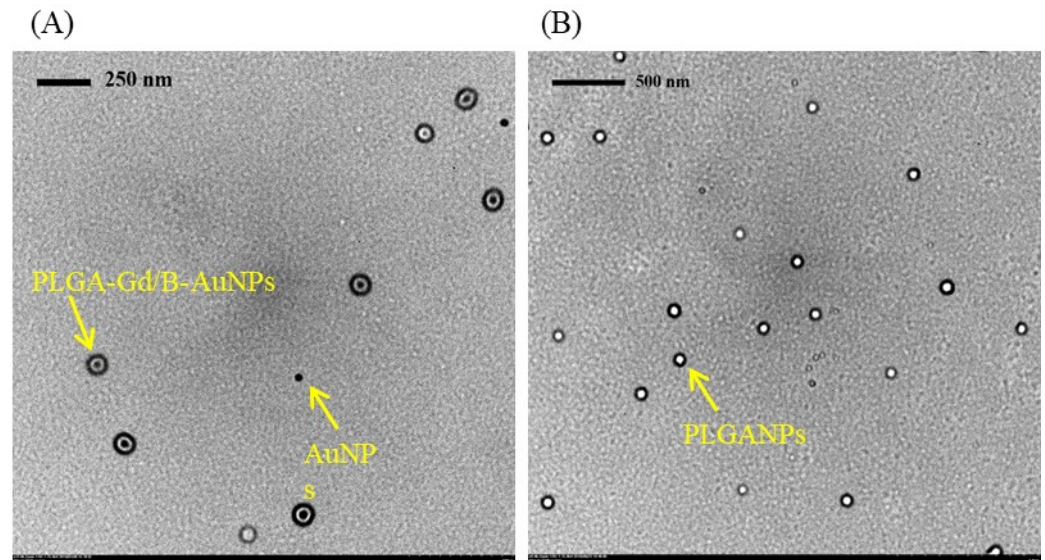 (A)
(B)
250 nm
500 nm
PLGA-Gd/B-AuNPs
AuNP
s
PLGANPs